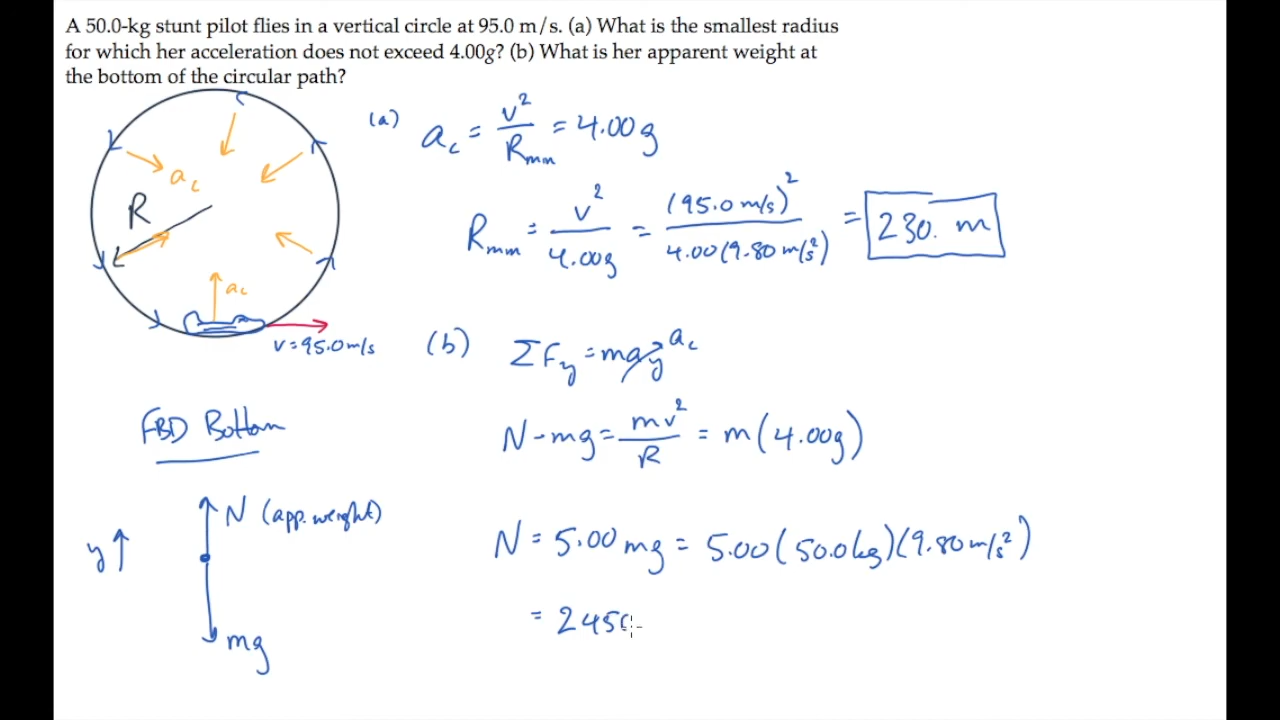 A 50.0-kg stunt pilot flies in a vertical circle at 95.0 m/s. (a) What is the smallest radius
for which her acceleration does not exceed 4.00g? (b) What is her apparent weight at
the bottom of the circular path?
(a) a_c = v²/R_min = 4.00g
a_c
R
R_min = v²/4.00g = (95.0 m/s)²/4.00(9.80 m/s²) = 230. m
a_c
v = 95.0 m/s
(b) ΣF_y = ma_y a_c
FBD Bottom
N - mg = mv²/R = m(4.00g)
N (app. weight)
y
N = 5.00 mg = 5.00(50.0 kg)(9.80 m/s²)
= 2450
mg